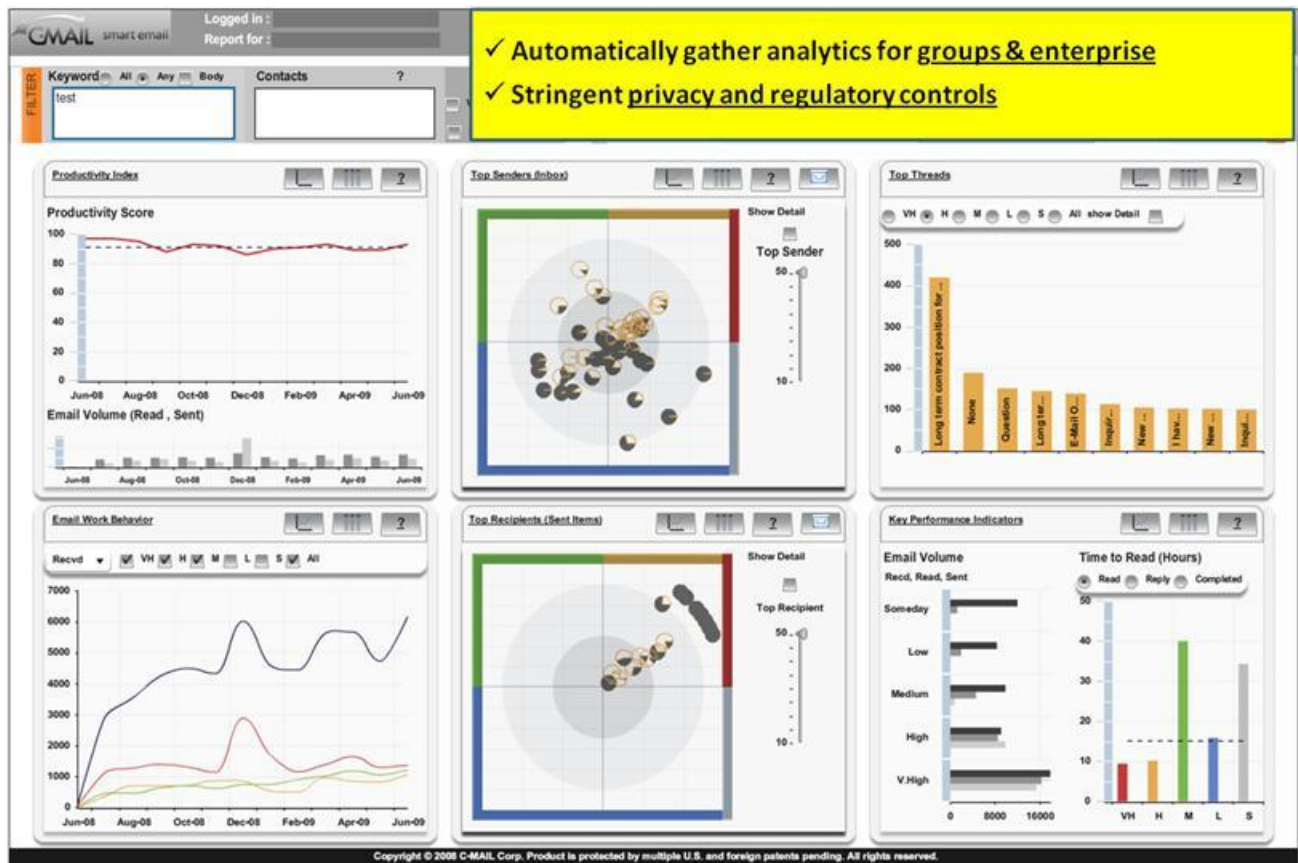 C-MAIL smart email
Logged in :
Report for :
✓ Automatically gather analytics for groups & enterprise
✓ Stringent privacy and regulatory controls
FILTER
Keyword All Any Body
Contacts ?
test
Productivity Index
?
Productivity Score
100
80
60
40
20
0
Jun-08 Aug-08 Oct-08 Dec-08 Feb-09 Apr-09 Jun-09
Email Volume (Read , Sent)
Jun-08 Aug-08 Oct-08 Dec-08 Feb-09 Apr-09 Jun-09
Top Senders (Inbox)
?
Show Detail
Top Sender
50
10
Top Threads
?
VH H M L S All show Detail
500
400
300
200
100
0
Long term contract position for ...
None
Question
Long ter...
E-Mail O...
Inquir...
New ...
I hav...
New ...
Inqui...
Email Work Behavior
?
Recvd VH H M L S All
7000
6000
5000
4000
3000
2000
1000
0
Jun-08 Aug-08 Oct-08 Dec-08 Feb-09 Apr-09 Jun-09
Top Recipients (Sent Items)
?
Show Detail
Top Recipient
50
10
Key Performance Indicators
?
Email Volume
Recd, Read, Sent
Someday
Low
Medium
High
V.High
0 8000 16000
Time to Read (Hours)
Read Reply Completed
50
40
30
20
10
0
VH H M L S
Copyright © 2008 C-MAIL Corp. Product is protected by multiple U.S. and foreign patents pending. All rights reserved.